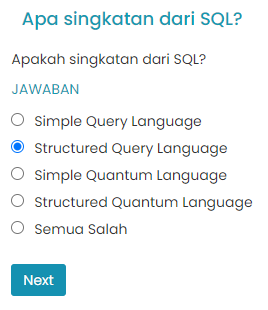 Apa singkatan dari SQL?
Apakah singkatan dari SQL?
JAWABAN
Simple Query Language
Structured Query Language
Simple Quantum Language
Structured Quantum Language
Semua Salah
Next